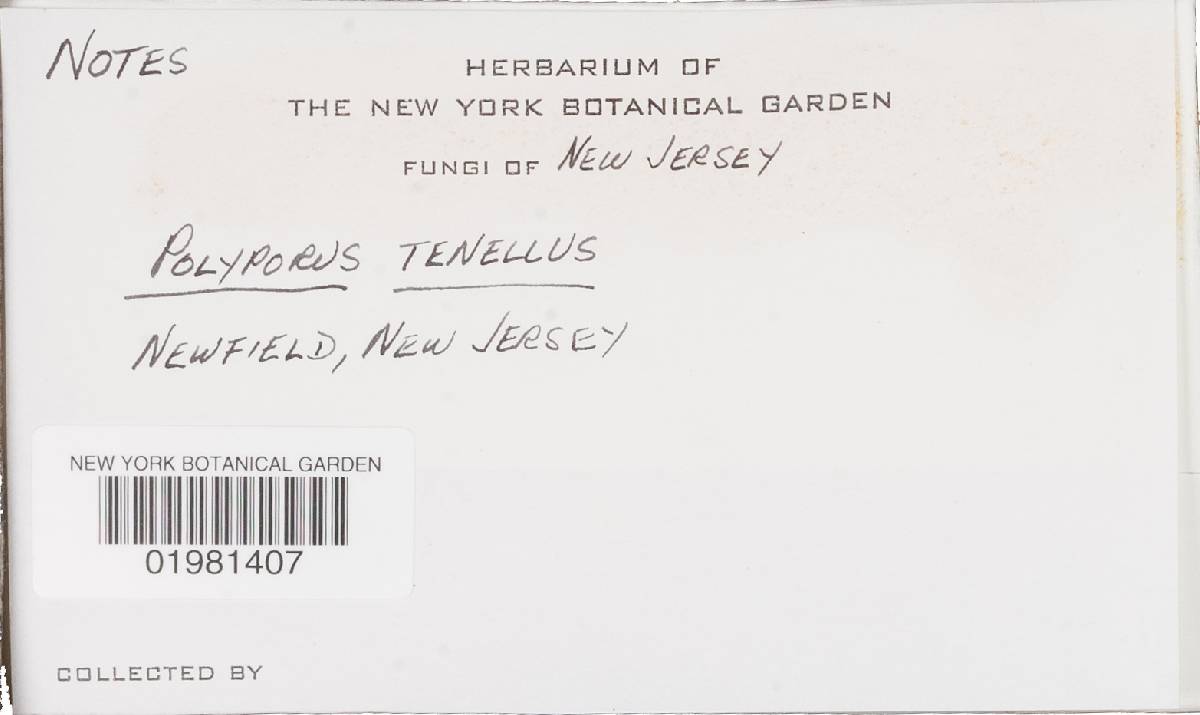 NOTES
HERBARIUM OF
THE NEW YORK BOTANICAL GARDEN
FUNGI OF NEW JERSEY
POLYPORUS TENELLUS
NEWFIELD, NEW JERSEY
NEW YORK BOTANICAL GARDEN
01981407
COLLECTED BY